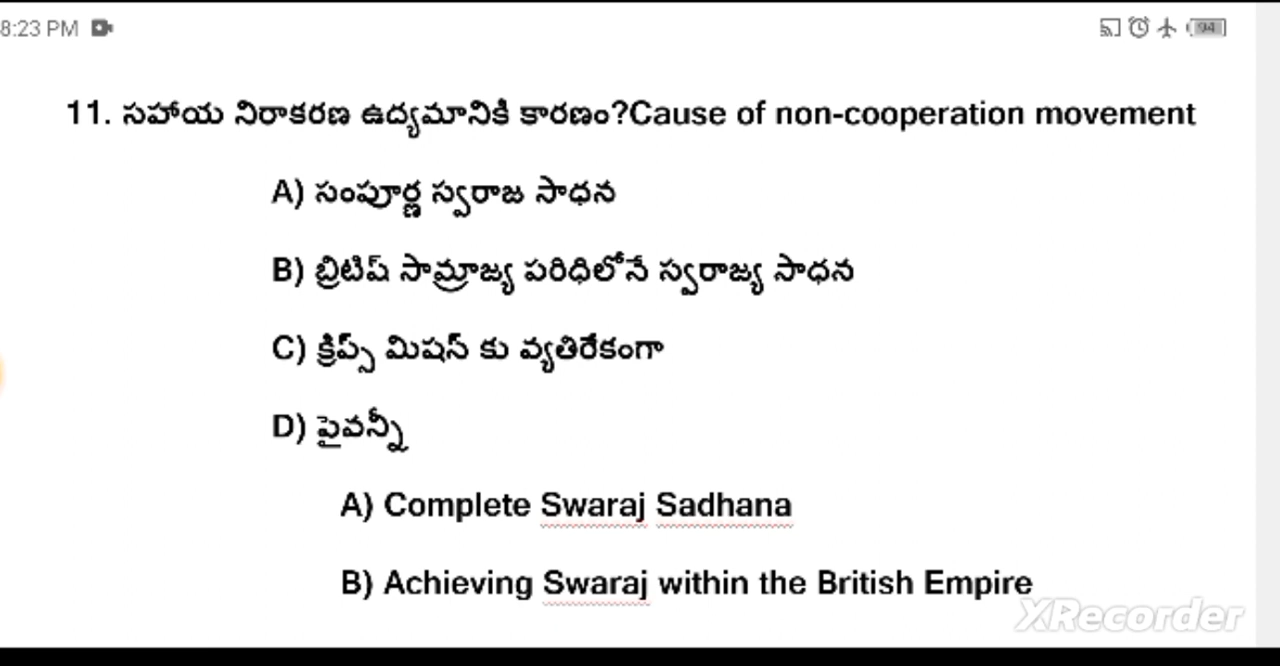 8:23 PM
94
11. సహాయ నిరాకరణ ఉద్యమానికి కారణం?Cause of non-cooperation movement
A) సంపూర్ణ స్వరాజ సాధన
B) బ్రిటిష్ సామ్రాజ్య పరిధిలోనే స్వరాజ్య సాధన
C) క్రిప్స్ మిషన్ కు వ్యతిరేకంగా
D) పైవన్నీ
A) Complete Swaraj Sadhana
B) Achieving Swaraj within the British Empire
XRecorder